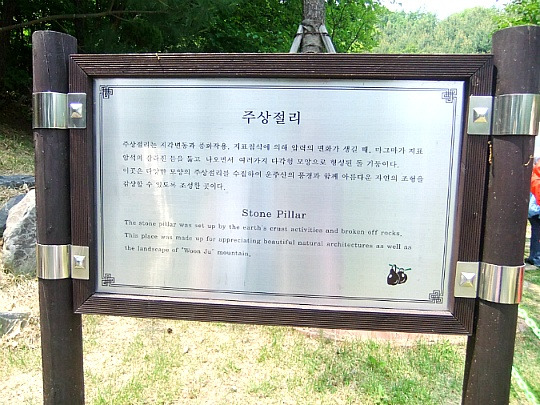 주상절리
주상절리는 시각변동과 풍화작용, 지표침식에 의해 압력의 변화가 생길 때, 마그마가 지표
암석의 갈라진 틈을 뚫고 나오면서 여러가지 다각형 모양으로 형성된 돌 기둥이다.
이곳은 다양한 모양의 주상절리를 수집하여 운주산의 풍경과 함께 아름다운 자연의 조형을
감상할 수 있도록 조성한 곳이다.
Stone Pillar
The stone pillar was set up by the earth's crust activities and broken off rocks.
This place was made up for appreciating beautiful natural architectures as well as
the landscape of "Woon Ju" mountain.